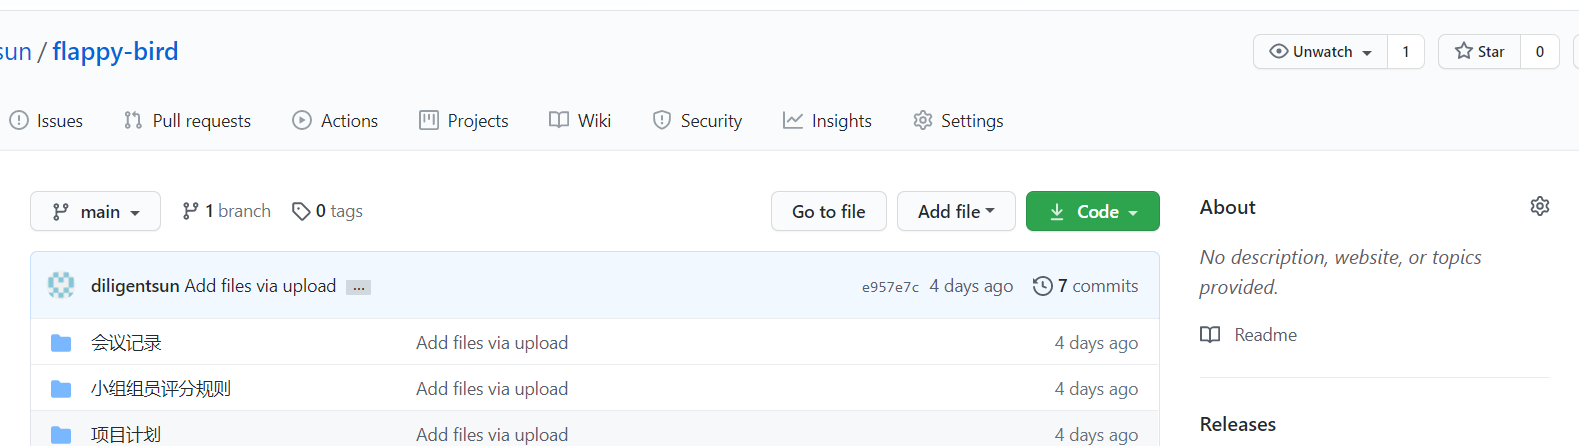 sun / flappy-bird
Unwatch 1 Star 0
Issues Pull requests Actions Projects Wiki Security Insights Settings
main 1 branch 0 tags Go to file Add file Code
About
diligentsun Add files via upload ... e957e7c 4 days ago 7 commits
No description, website, or topics
provided.
会议记录 Add files via upload 4 days ago
Readme
小组组员评分规则 Add files via upload 4 days ago
项目计划 Add files via upload 4 days ago
Releases